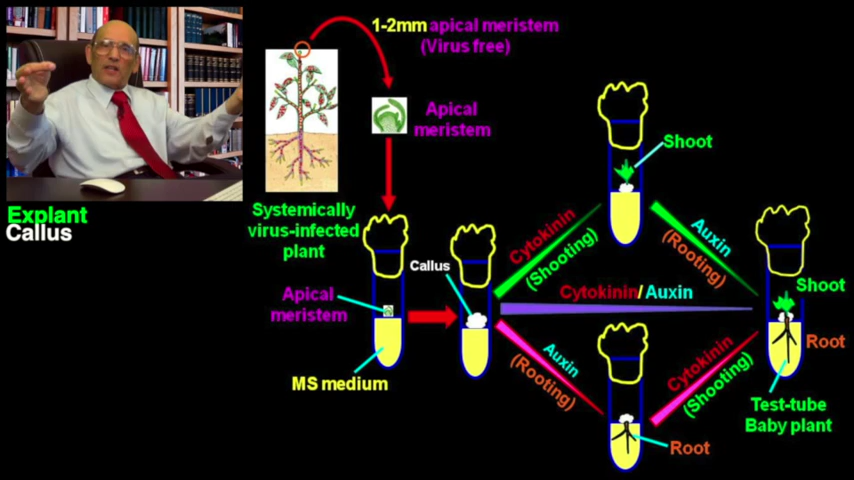 1-2mm apical meristem
(Virus free)
Apical
meristem
Explant
Callus
Systemically
virus-infected
plant
Apical
meristem
MS medium
Callus
Cytokinin
(Shooting)
Shoot
Auxin
(Rooting)
Cytokinin/Auxin
Auxin
(Rooting)
Root
Cytokinin
(Shooting)
Shoot
Root
Test-tube
Baby plant